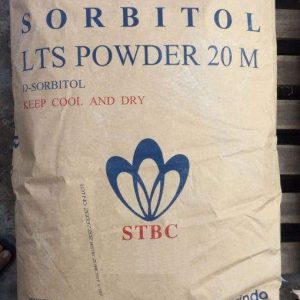 SORBITOL
LTS POWDER 20 M
D-SORBITOL
KEEP COOL AND DRY
STBC